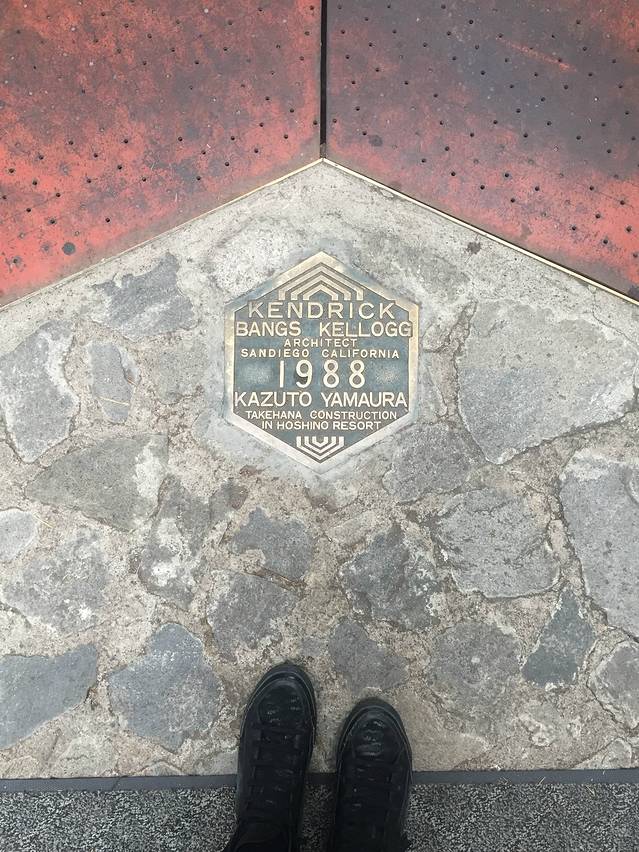 KENDRICK
BANGS KELLOGG
ARCHITECT
SANDIEGO CALIFORNIA
1988
KAZUTO YAMAURA
TAKEHANA CONSTRUCTION
IN HOSHINO RESORT